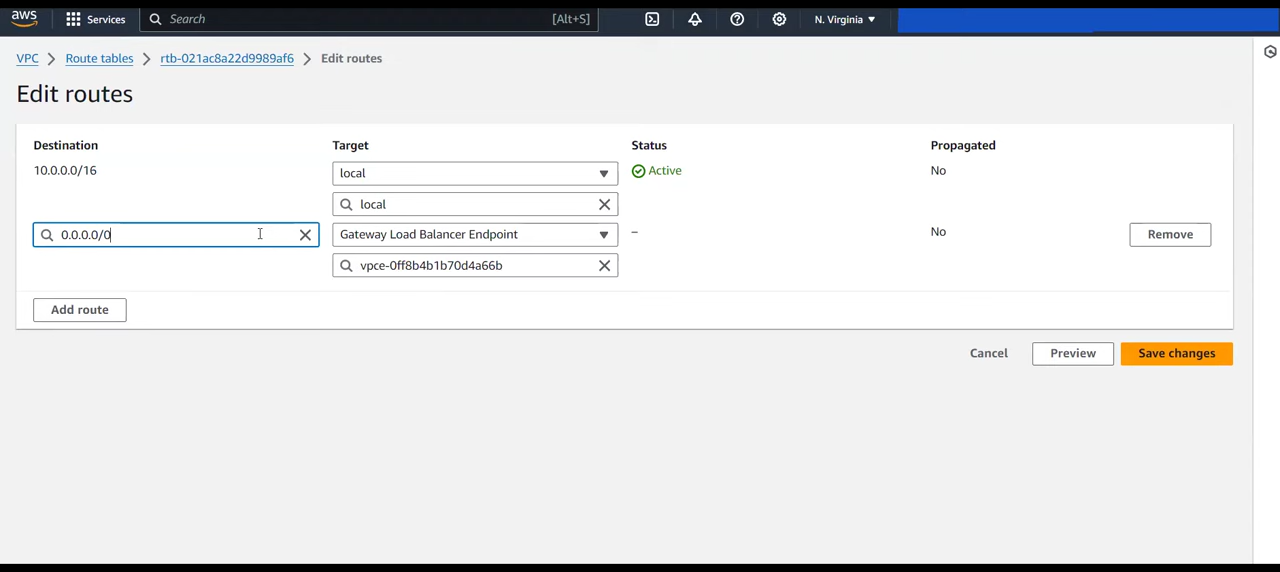 aws Services Search [Alt+S] N. Virginia
VPC Route tables rtb-021ac8a22d9989af6 Edit routes
Edit routes
Destination Target Status Propagated
10.0.0.0/16 local Active No
local
0.0.0.0/0 Gateway Load Balancer Endpoint – No Remove
vpce-0ff8b4b1b70d4a66b
Add route
Cancel Preview Save changes